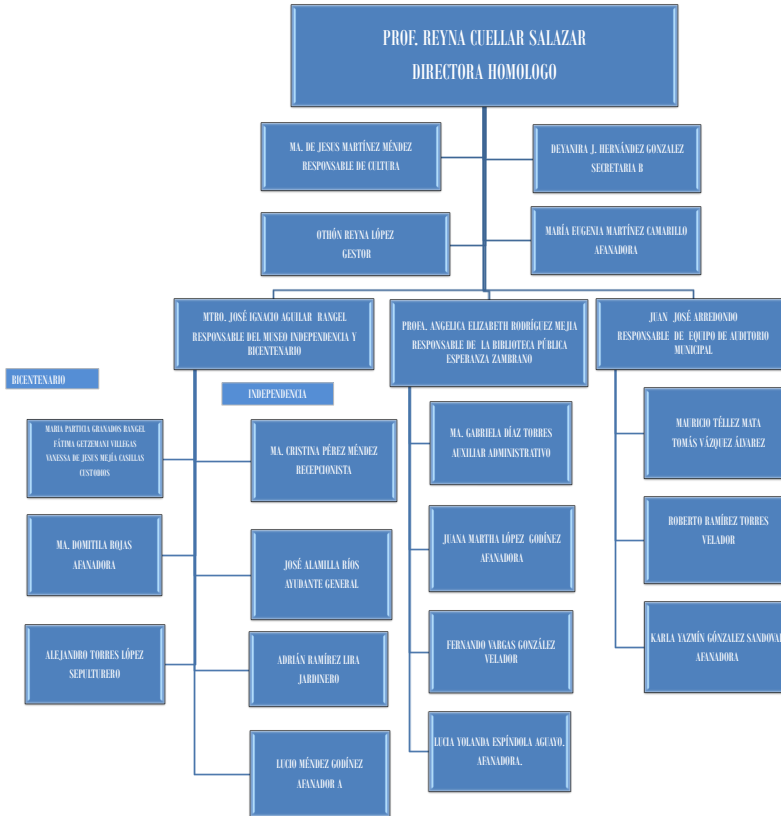 PROF. REYNA CUELLAR SALAZAR
DIRECTORA HOMOLOGO
MA. DE JESUS MARTÍNEZ MÉNDEZ
RESPONSABLE DE CULTURA
DEYANIRA J. HERNÁNDEZ GONZALEZ
SECRETARIA B
OTHÓN REYNA LÓPEZ
GESTOR
MARÍA EUGENIA MARTÍNEZ CAMARILLO
AFANADORA
MTRO. JOSÉ IGNACIO AGUILAR RANGEL
RESPONSABLE DEL MUSEO INDEPENDENCIA Y
BICENTENARIO
PROFA. ANGELICA ELIZABETH RODRÍGUEZ MEJIA
RESPONSABLE DE LA BIBLIOTECA PÚBLICA
ESPERANZA ZAMBRANO
JUAN JOSÉ ARREDONDO
RESPONSABLE DE EQUIPO DE AUDITORIO
MUNICIPAL
BICENTENARIO
INDEPENDENCIA
MARIA PARTICIA GRANADOS RANGEL
FÁTIMA GETZEMANI VILLEGAS
VANESSA DE JESUS MEJÍA CASILLAS
CUSTODIOS
MA. CRISTINA PÉREZ MÉNDEZ
RECEPCIONISTA
MA. GABRIELA DÍAZ TORRES
AUXILIAR ADMINISTRATIVO
MAURICIO TÉLLEZ MATA
TOMÁS VÁZQUEZ ÁLVAREZ
MA. DOMITILA ROJAS
AFANADORA
JOSÉ ALAMILLA RÍOS
AYUDANTE GENERAL
JUANA MARTHA LÓPEZ GODÍNEZ
AFANADORA
ROBERTO RAMÍREZ TORRES
VELADOR
ALEJANDRO TORRES LÓPEZ
SEPULTURERO
ADRIÁN RAMÍREZ LIRA
JARDINERO
FERNANDO VARGAS GONZÁLEZ
VELADOR
KARLA YAZMÍN GÓNZALEZ SANDOVAL
AFANADORA
LUCIO MÉNDEZ GODÍNEZ
AFANADOR A
LUCIA YOLANDA ESPÍNDOLA AGUAYO.
AFANADORA.